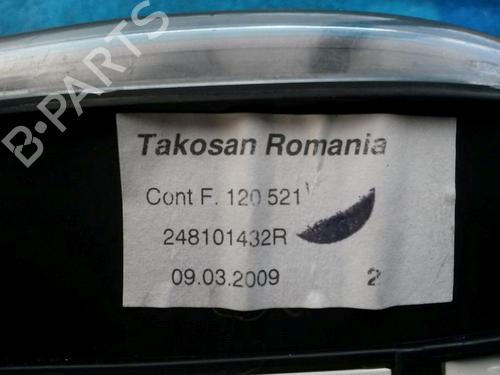 B-PARTS
Takosan Romania
Cont F. 120 521
248101432R
09.03.2009 2